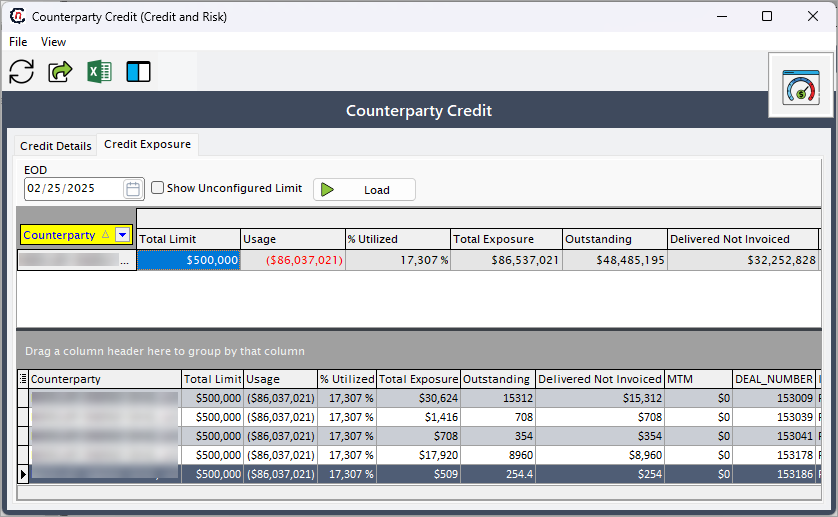 Counterparty Credit (Credit and Risk)
File View
Counterparty Credit
Credit Details Credit Exposure
EOD
02/25/2025 Show Unconfigured Limit Load
Counterparty Total Limit Usage % Utilized Total Exposure Outstanding Delivered Not Invoiced
... $500,000 ($86,037,021) 17,307 % $86,537,021 $48,485,195 $32,252,828
Drag a column header here to group by that column
Counterparty Total Limit Usage % Utilized Total Exposure Outstanding Delivered Not Invoiced MTM DEAL_NUMBER
$500,000 ($86,037,021) 17,307 % $30,624 15312 $15,312 $0 153009
$500,000 ($86,037,021) 17,307 % $1,416 708 $708 $0 153039
$500,000 ($86,037,021) 17,307 % $708 354 $354 $0 153041
$500,000 ($86,037,021) 17,307 % $17,920 8960 $8,960 $0 153178
$500,000 ($86,037,021) 17,307 % $509 254.4 $254 $0 153186